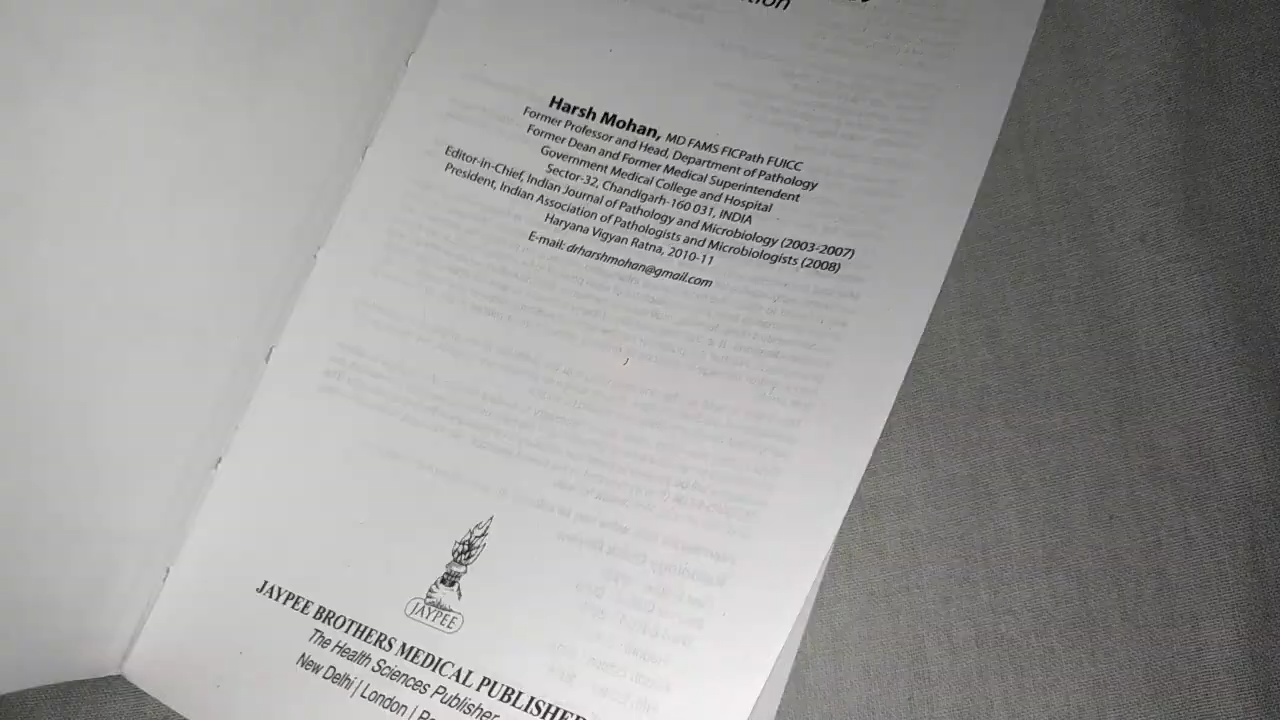 Harsh Mohan, MD FAMS FICPath FUICC
Former Professor and Head, Department of Pathology
Former Dean and Former Medical Superintendent
Government Medical College and Hospital
Sector-32, Chandigarh-160 031, INDIA
Editor-in-Chief, Indian Journal of Pathology and Microbiology (2003-2007)
President, Indian Association of Pathologists and Microbiologists (2008)
Haryana Vigyan Ratna, 2010-11
E-mail: drharshmohan@gmail.com
JAYPEE
JAYPEE BROTHERS MEDICAL
The Health Sciences Publisher
New Delhi | London |